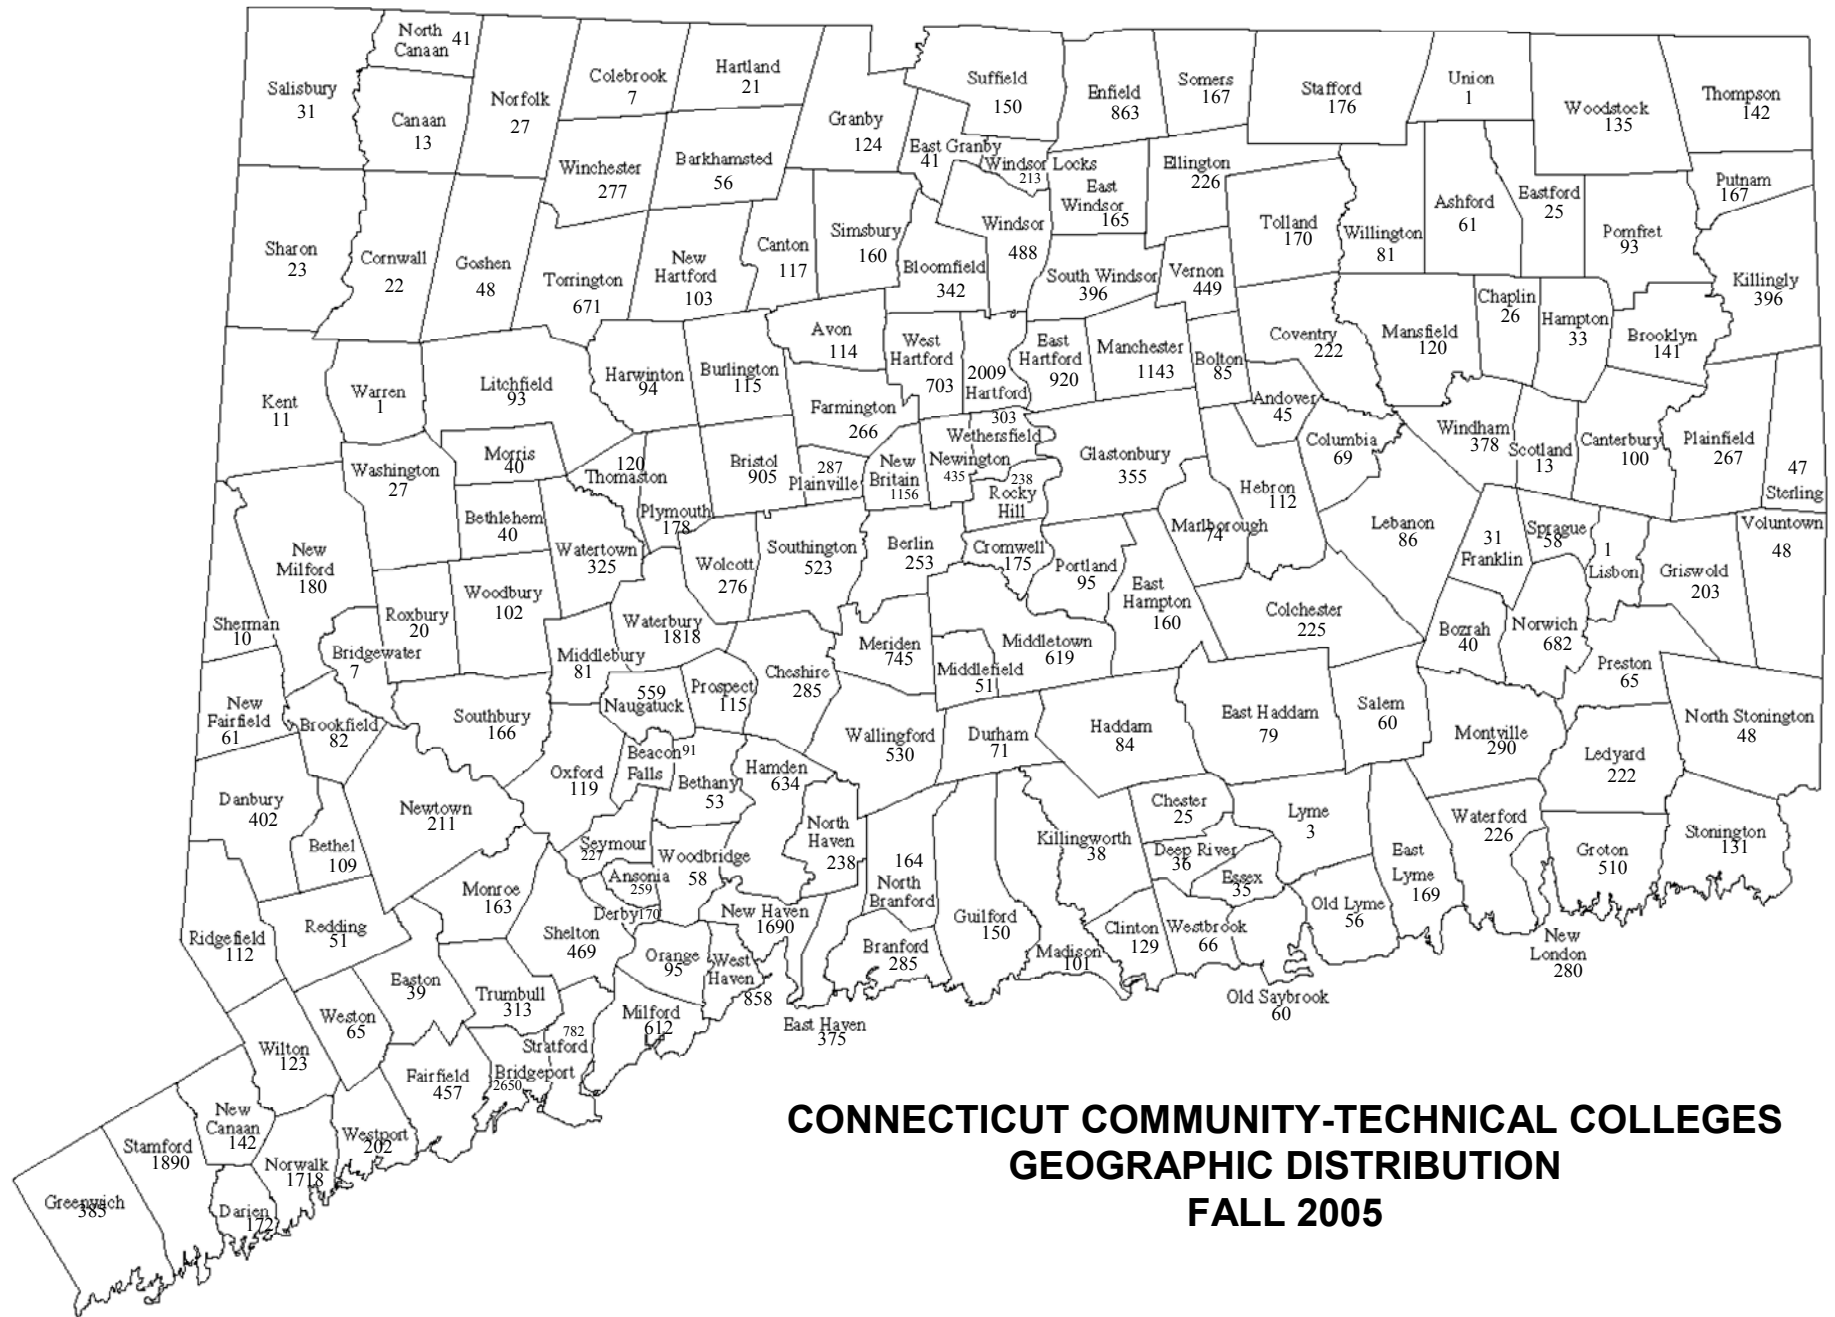 North
Canaan 41
Salisbury
31
Canaan
13
Norfolk
27
Colebrook
7
Hartland
21
Granby
124
Suffield
150
Enfield
863
Somers
167
Stafford
176
Union
1
Woodstock
135
Thompson
142
Winchester
277
Barkhamsted
56
East Granby
41
Windsor Locks
213
East
Windsor
165
Ellington
226
Tolland
170
Willington
81
Ashford
61
Eastford
25
Pomfret
93
Putnam
167
Killingly
396
Sharon
23
Cornwall
22
Goshen
48
Torrington
671
New
Hartford
103
Canton
117
Simsbury
160
Bloomfield
342
Windsor
488
South Windsor
396
Vernon
449
Coventry
222
Mansfield
120
Chaplin
26
Hampton
33
Brooklyn
141
Kent
11
Warren
1
Litchfield
93
Harwinton
94
Burlington
115
Avon
114
West
Hartford
703
2009
Hartford
East
Hartford
920
Manchester
1143
Bolton
85
Andover
45
Farmington
266
303
Wethersfield
Glastonbury
355
Columbia
69
Windham
378
Scotland
13
Canterbury
100
Plainfield
267
47
Sterling
Washington
27
Morris
40
120
Thomaston
Bristol
905
287
Plainville
New
Britain
1156
Newington
435
238
Rocky
Hill
Hebron
112
Marlborough
74
Lebanon
86
31
Franklin
Sprague
58
1
Lisbon
Griswold
203
Voluntown
48
New
Milford
180
Bethlehem
40
Watertown
325
Plymouth
178
Wolcott
276
Southington
523
Berlin
253
Cromwell
175
Portland
95
East
Hampton
160
Colchester
225
Bozrah
40
Norwich
682
Preston
65
Sherman
10
Bridgewater
7
Roxbury
20
Woodbury
102
Middlebury
81
Waterbury
1818
Cheshire
285
Meriden
745
Middlefield
51
Middletown
619
New
Fairfield
61
Brookfield
82
Southbury
166
559
Naugatuck
Prospect
115
Wallingford
530
Durham
71
Haddam
84
East Haddam
79
Salem
60
Montville
290
Ledyard
222
North Stonington
48
Danbury
402
Bethel
109
Newtown
211
Oxford
119
Beacon 91
Falls
Bethany
53
Hamden
634
North
Haven
238
164
North
Branford
Killingworth
38
Chester
25
Deep River
36
Essex
35
Lyme
3
East
Lyme
169
Waterford
226
Groton
510
Stonington
131
Seymour
227
Woodbridge
58
Ansonia
259
Derby 170
Monroe
163
Ridgefield
112
Redding
51
Shelton
469
New Haven
1690
Orange
95
West
Haven
858
East Haven
375
Branford
285
Guilford
150
Madison
101
Clinton
129
Westbrook
66
Old Saybrook
60
Old Lyme
56
New
London
280
Easton
39
Trumbull
313
Weston
65
Wilton
123
Fairfield
457
782
Stratford
Bridgeport
2650
Milford
612
New
Canaan
142
Westport
202
Norwalk
1718
Stamford
1890
Greenwich
385
Darien
172
CONNECTICUT COMMUNITY-TECHNICAL COLLEGES
GEOGRAPHIC DISTRIBUTION
FALL 2005